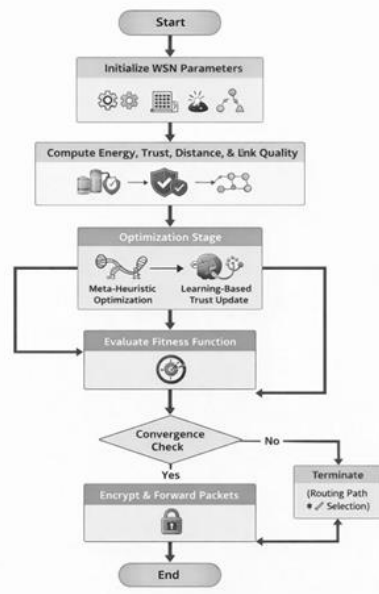 Start
Initialize WSN Parameters
Compute Energy, Trust, Distance, & Link Quality
Optimization Stage
Meta-Heuristic
Optimization
Learning-Based
Trust Update
Evaluate Fitness Function
Convergence
Check
No
Yes
Terminate
(Routing Path
Selection)
Encrypt & Forward Packets
End